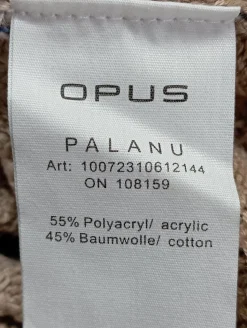 OPUS
PALANU
Art: 10072310612144
ON 108159
55% Polyacryl/ acrylic
45% Baumwolle/ cotton